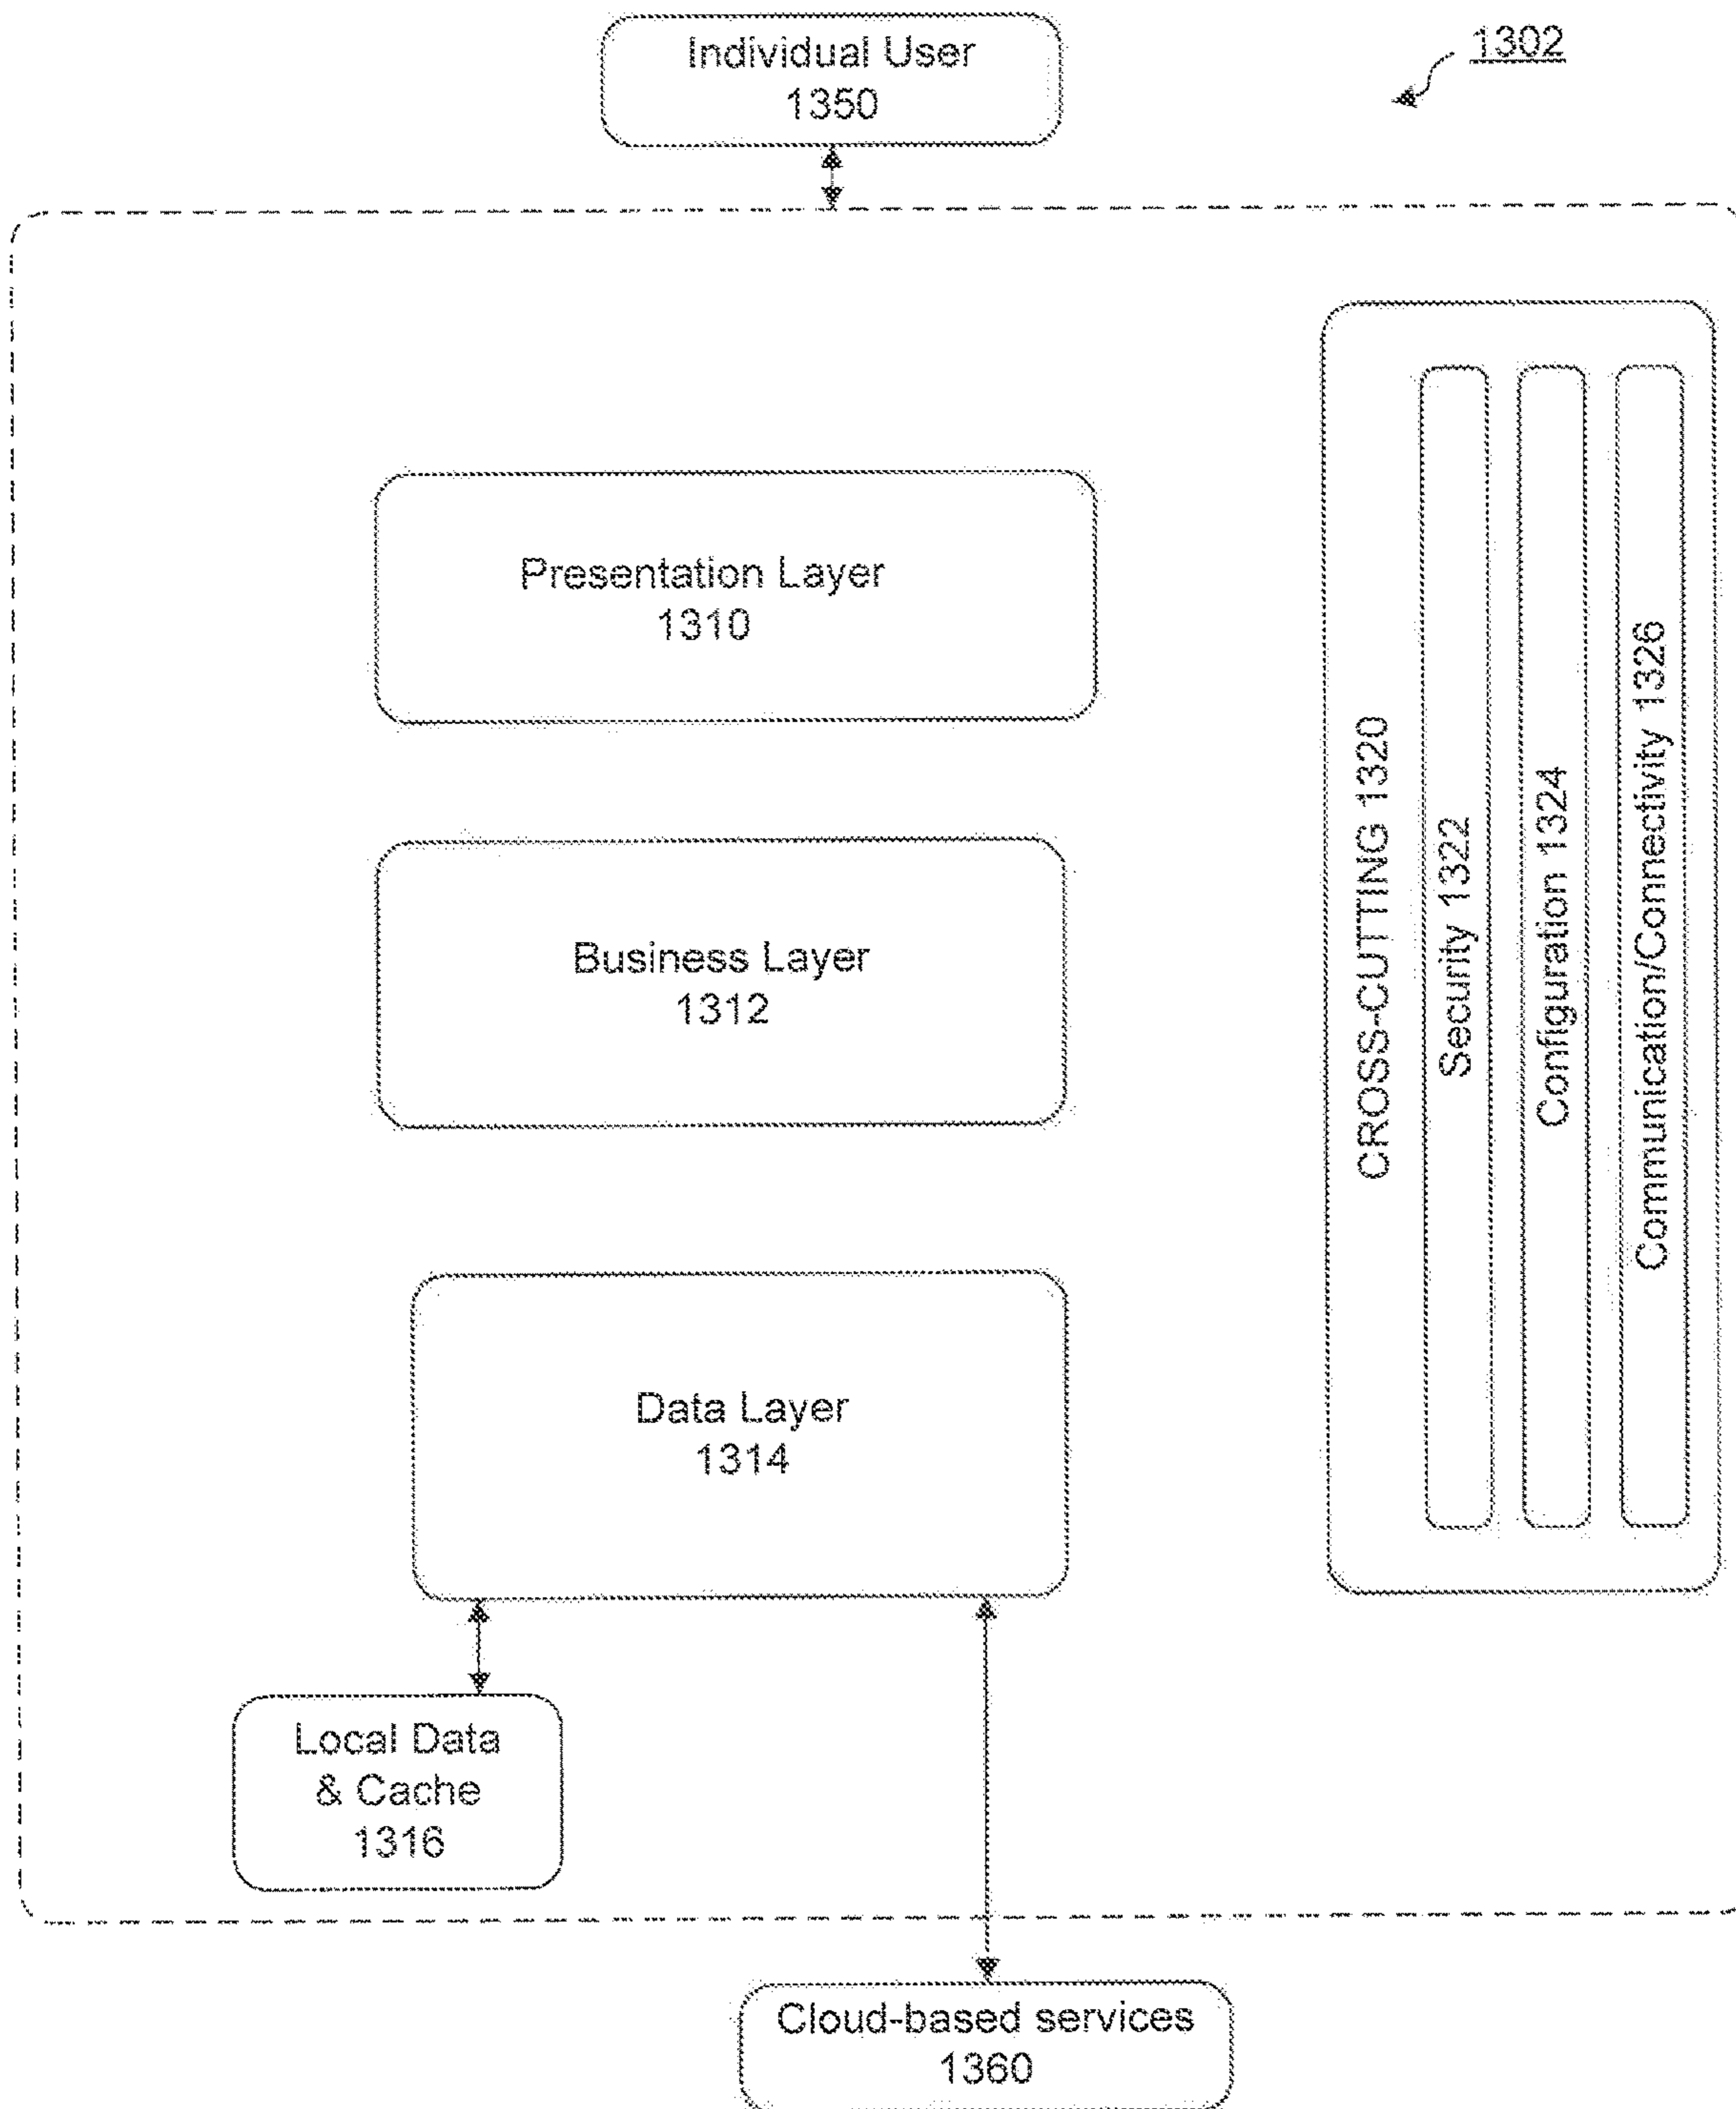 Individual User
1350
1302
Presentation Layer
1310
Business Layer
1312
Data Layer
1314
Local Data
& Cache
1316
CROSS-CUTTING 1320
Security 1322
Configuration 1324
Communication/Connectivity 1326
Cloud-based services
1360